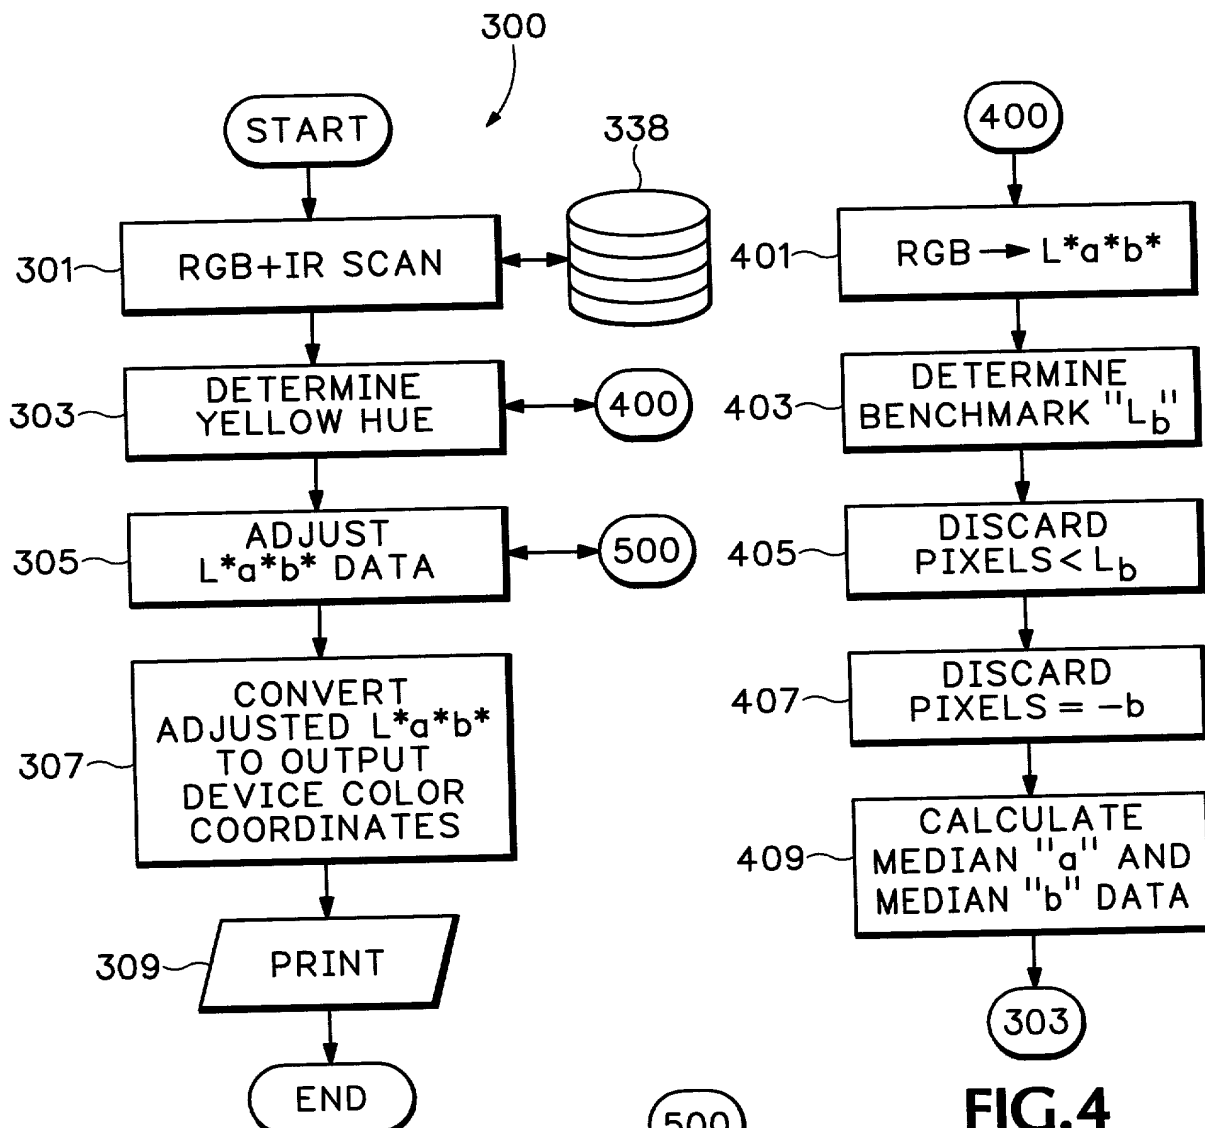 300
START
338
301
RGB+IR SCAN
303
DETERMINE
YELLOW HUE
400
305
ADJUST
L*a*b* DATA
500
307
CONVERT
ADJUSTED L*a*b*
TO OUTPUT
DEVICE COLOR
COORDINATES
309
PRINT
END
500
400
401
RGB → L*a*b*
403
DETERMINE
BENCHMARK "Lb"
405
DISCARD
PIXELS < Lb
407
DISCARD
PIXELS = -b
409
CALCULATE
MEDIAN "a" AND
MEDIAN "b" DATA
303
FIG.4